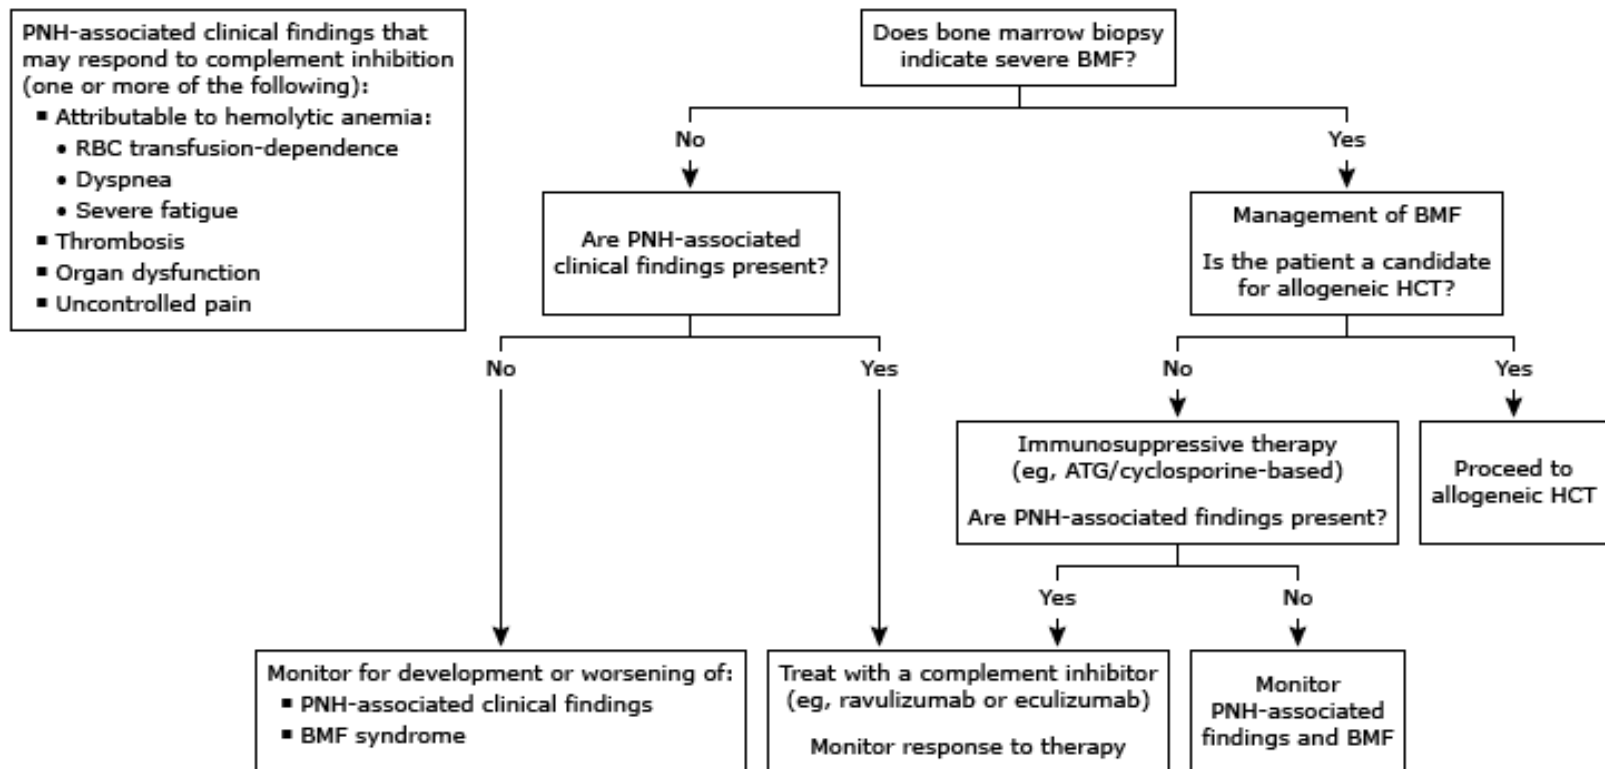 PNH-associated clinical findings that
may respond to complement inhibition
(one or more of the following):
▪ Attributable to hemolytic anemia:
• RBC transfusion-dependence
• Dyspnea
• Severe fatigue
▪ Thrombosis
▪ Organ dysfunction
▪ Uncontrolled pain
Does bone marrow biopsy
indicate severe BMF?
No
Yes
Are PNH-associated
clinical findings present?
Management of BMF
Is the patient a candidate
for allogeneic HCT?
No
Yes
No
Yes
Immunosuppressive therapy
(eg, ATG/cyclosporine-based)
Are PNH-associated findings present?
Proceed to
allogeneic HCT
Yes
No
Monitor for development or worsening of:
▪ PNH-associated clinical findings
▪ BMF syndrome
Treat with a complement inhibitor
(eg, ravulizumab or eculizumab)
Monitor response to therapy
Monitor
PNH-associated
findings and BMF